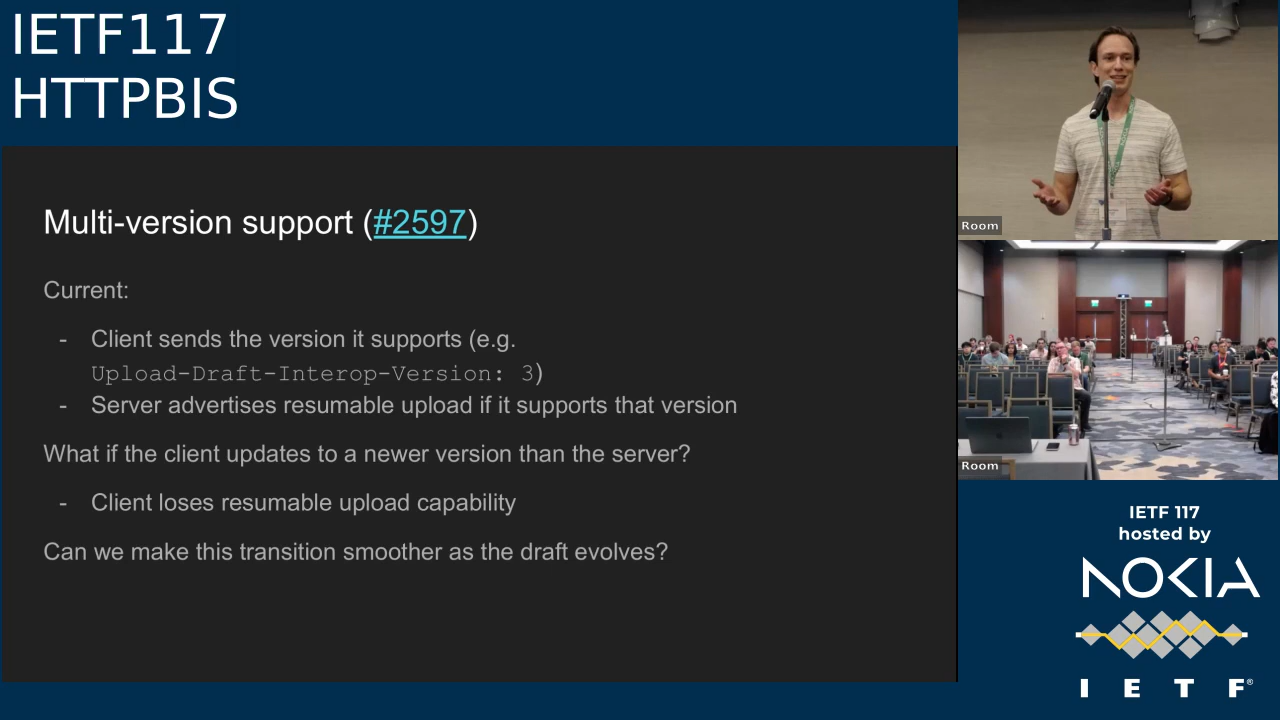 IETF117
HTTPBIS
Multi-version support (#2597)
Current:
- Client sends the version it supports (e.g.
Upload-Draft-Interop-Version: 3)
- Server advertises resumable upload if it supports that version
What if the client updates to a newer version than the server?
- Client loses resumable upload capability
Can we make this transition smoother as the draft evolves?
Room
Room
IETF 117
hosted by
NOKIA
I E T F®